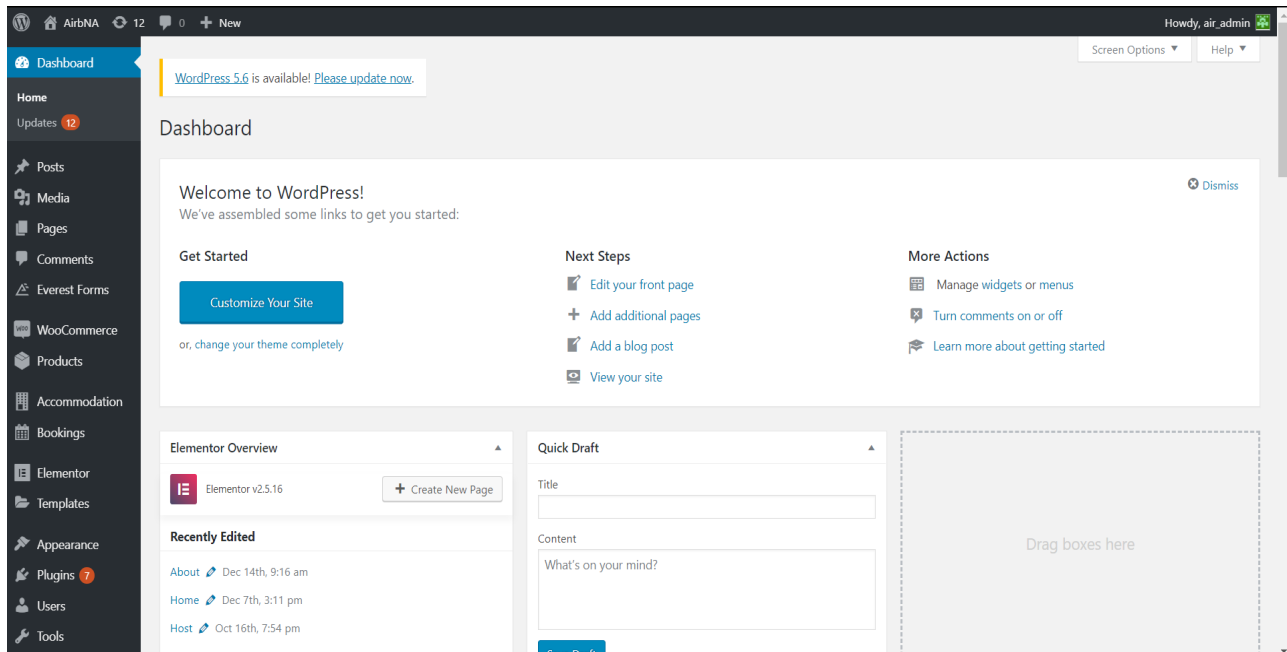 AirbNA 12 0 New Howdy, air_admin
Dashboard
Home
Updates 12
Posts
Media
Pages
Comments
Everest Forms
WooCommerce
Products
Accommodation
Bookings
Elementor
Templates
Appearance
Plugins 7
Users
Tools
Screen Options Help
WordPress 5.6 is available! Please update now.
Dashboard
Welcome to WordPress!
Dismiss
We've assembled some links to get you started:
Get Started
Customize Your Site
or, change your theme completely
Next Steps
Edit your front page
Add additional pages
Add a blog post
View your site
More Actions
Manage widgets or menus
Turn comments on or off
Learn more about getting started
Elementor Overview
Elementor v2.5.16
Create New Page
Recently Edited
About Dec 14th, 9:16 am
Home Dec 7th, 3:11 pm
Host Oct 16th, 7:54 pm
Quick Draft
Title
Content
What's on your mind?
Drag boxes here